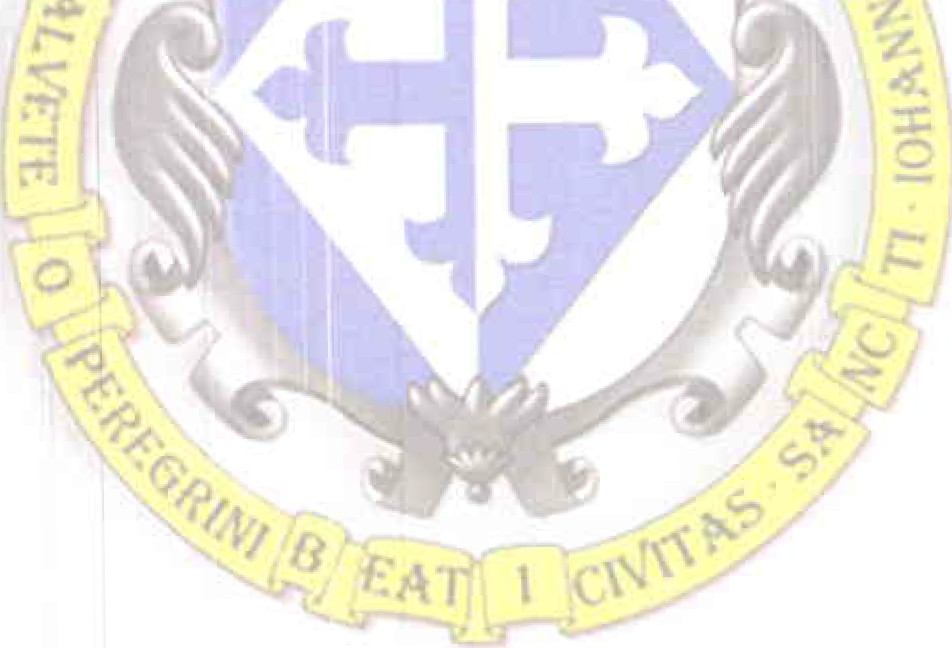 ALVETE O PEREGRINI BEATI CIVITAS · SANCTI · IOHANN